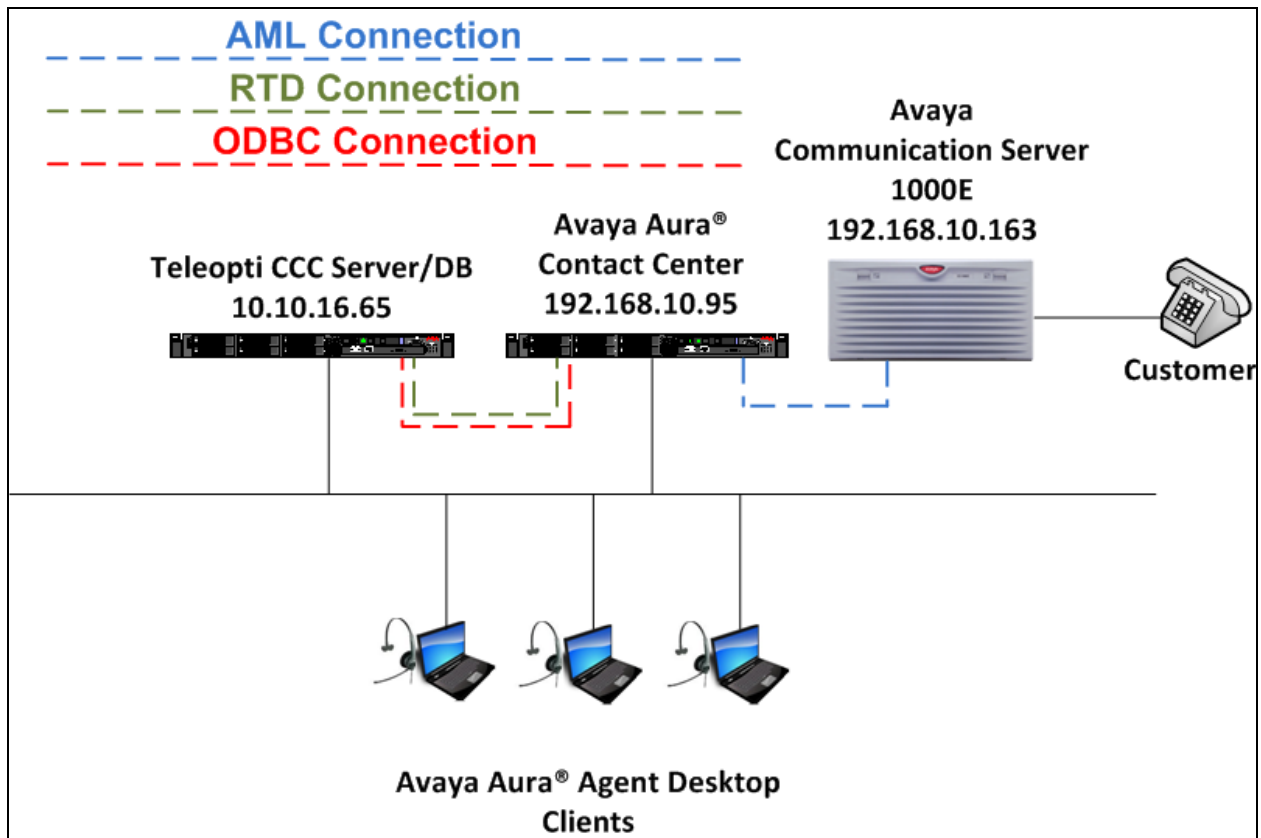 AML Connection
RTD Connection
ODBC Connection
Avaya
Communication Server
1000E
192.168.10.163
Avaya Aura®
Contact Center
192.168.10.95
Teleopti CCC Server/DB
10.10.16.65
Customer
Avaya Aura® Agent Desktop
Clients